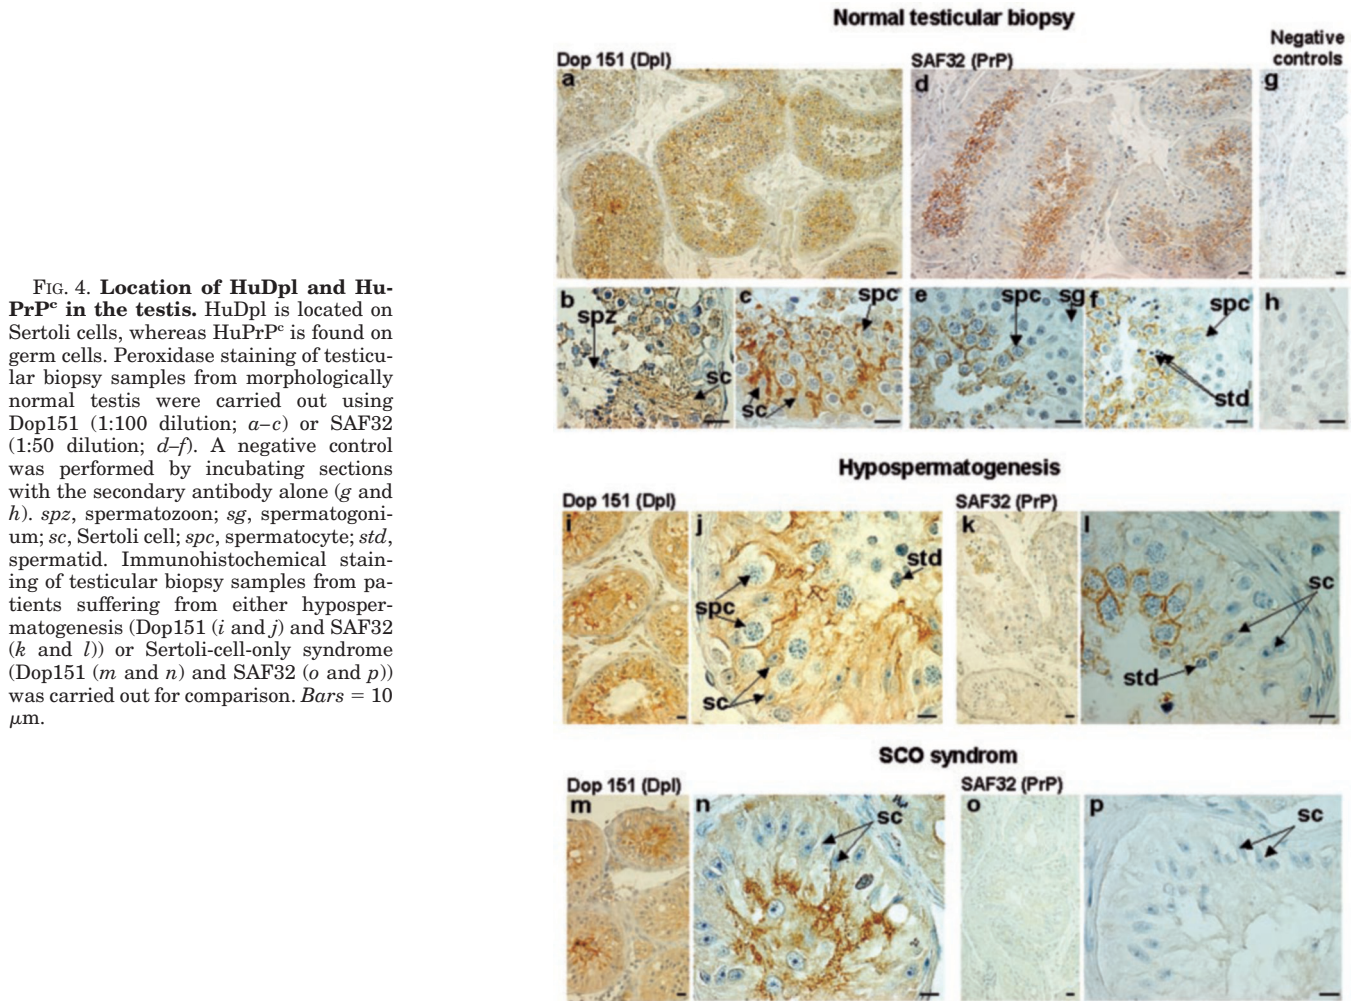 FIG. 4. Location of HuDpl and Hu-
PrPᶜ in the testis. HuDpl is located on
Sertoli cells, whereas HuPrPᶜ is found on
germ cells. Peroxidase staining of testicu-
lar biopsy samples from morphologically
normal testis were carried out using
Dop151 (1:100 dilution; a–c) or SAF32
(1:50 dilution; d–f). A negative control
was performed by incubating sections
with the secondary antibody alone (g and
h). spz, spermatozoon; sg, spermatogoni-
um; sc, Sertoli cell; spc, spermatocyte; std,
spermatid. Immunohistochemical stain-
ing of testicular biopsy samples from pa-
tients suffering from either hyposper-
matogenesis (Dop151 (i and j) and SAF32
(k and l)) or Sertoli-cell-only syndrome
(Dop151 (m and n) and SAF32 (o and p))
was carried out for comparison. Bars = 10
μm.
Normal testicular biopsy
Negative
controls
Dop 151 (Dpl)
SAF32 (PrP)
a
d
g
b
spz
sc
c
spc
sc
e
spc
sg
f
spc
std
h
Hypospermatogenesis
Dop 151 (Dpl)
SAF32 (PrP)
i
j
std
spc
sc
k
l
sc
std
SCO syndrom
Dop 151 (Dpl)
SAF32 (PrP)
m
n
sc
o
p
sc